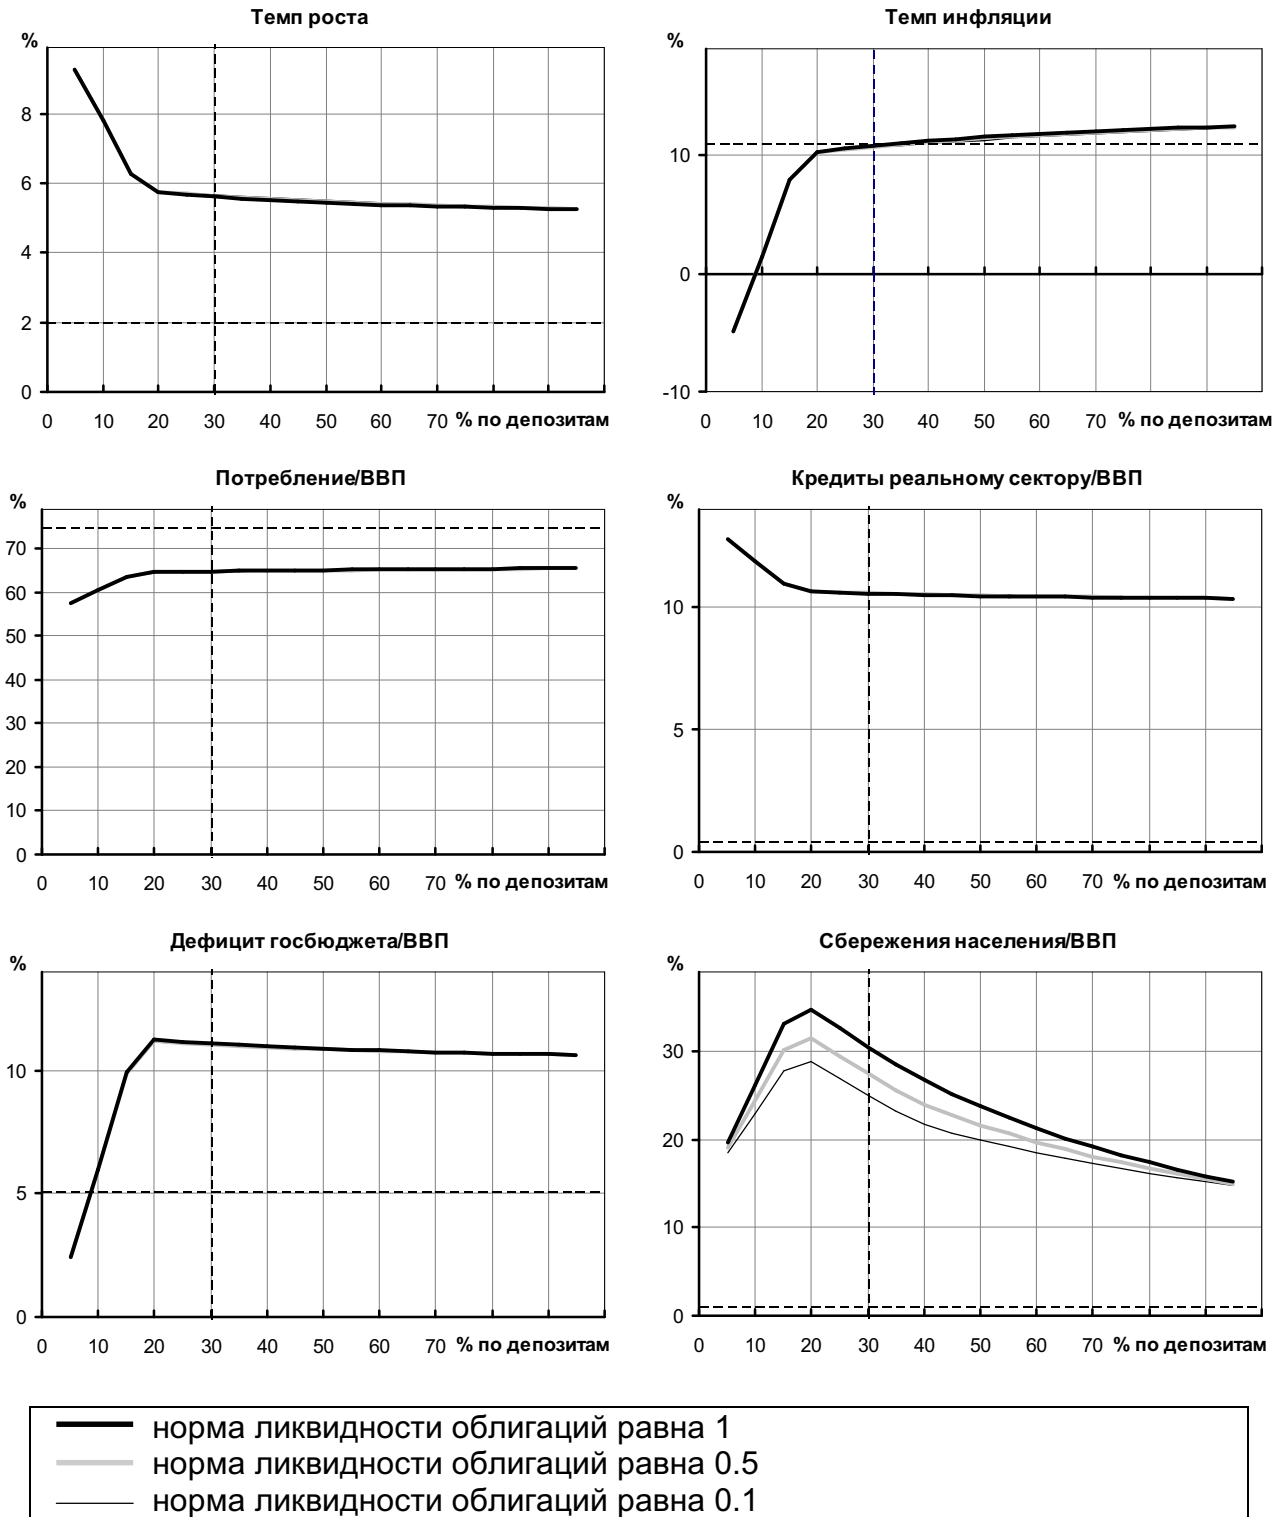 Темп роста
%
8
6
4
2
0
0 10 20 30 40 50 60 70 % по депозитам
Темп инфляции
%
10
0
-10
0 10 20 30 40 50 60 70 % по депозитам
Потребление/ВВП
%
70
60
50
40
30
20
10
0
0 10 20 30 40 50 60 70 % по депозитам
Кредиты реальному сектору/ВВП
%
10
5
0
0 10 20 30 40 50 60 70 % по депозитам
Дефицит госбюджета/ВВП
%
10
5
0
0 10 20 30 40 50 60 70 % по депозитам
Сбережения населения/ВВП
%
30
20
10
0
0 10 20 30 40 50 60 70 % по депозитам
норма ликвидности облигаций равна 1
норма ликвидности облигаций равна 0.5
норма ликвидности облигаций равна 0.1